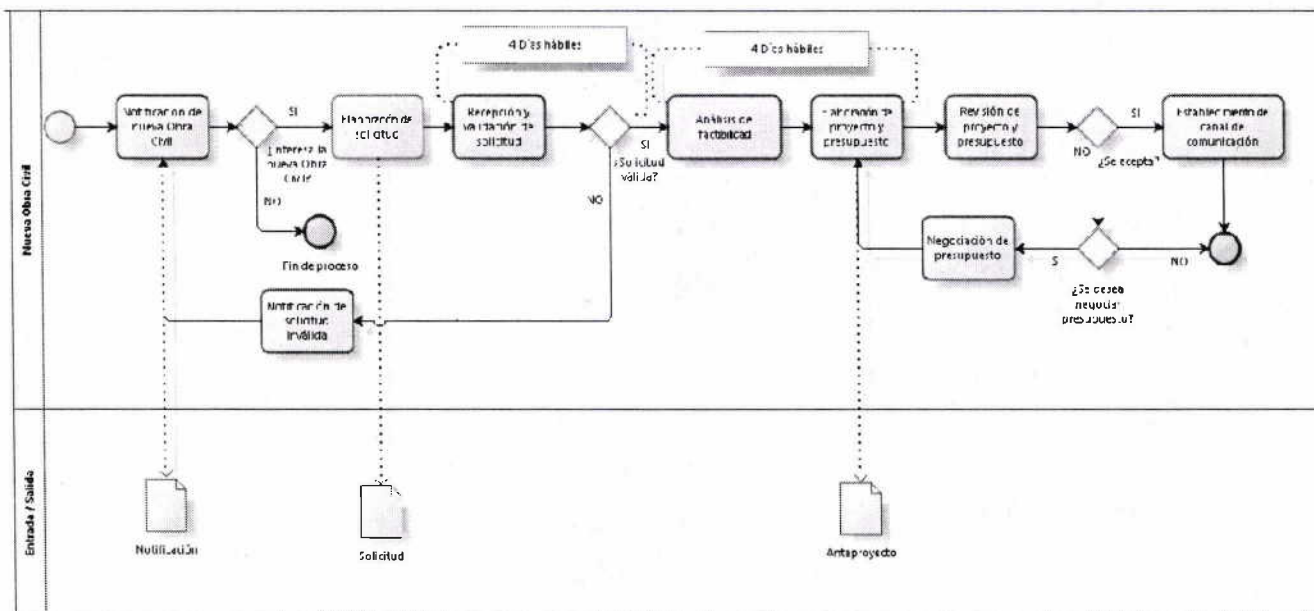 Nueva Obra Civil
4 Días hábiles
4 Días hábiles
Notificación de
nueva Obra
Civil
SI
¿Interesa la
nueva Obra
Civil?
NO
Fin de proceso
Elaboración de
solicitud
Recepción y
validación de
solicitud
SI
¿Solicitud
válida?
NO
Notificación de
solicitud
inválida
Análisis de
factibilidad
Elaboración de
proyecto y
presupuesto
Revisión de
proyecto y
presupuesto
SI
NO
¿Se acepta?
Establecimiento de
canal de
comunicación
Negociación de
presupuesto
S
NO
¿Se desea
negociar
presupuesto?
Entrada / Salida
Notificación
Solicitud
Anteproyecto